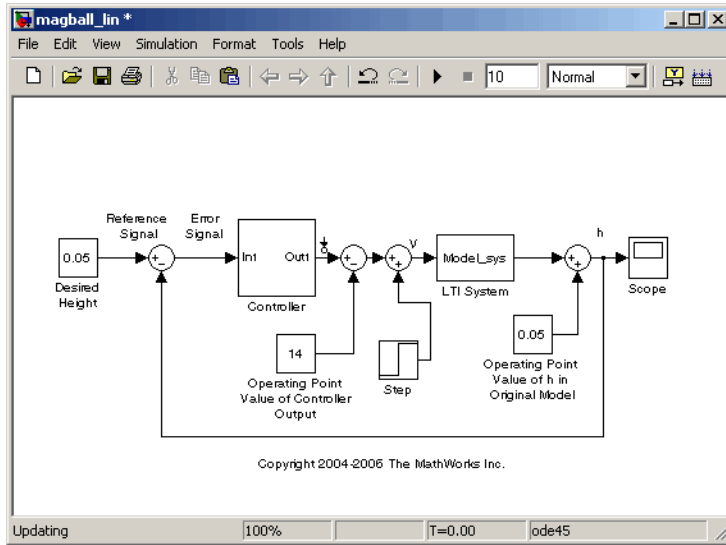 magball_lin *
File Edit View Simulation Format Tools Help
10 Normal
Reference
Signal
Error
Signal
0.05
Desired
Height
+
−
In1 Out1
Controller
+
−
+
+
V
Model_sys
LTI System
+
+
h
Scope
14
Operating Point
Value of Controller
Output
Step
0.05
Operating Point
Value of h in
Original Model
Copyright 2004-2006 The MathWorks Inc.
Updating 100% T=0.00 ode45